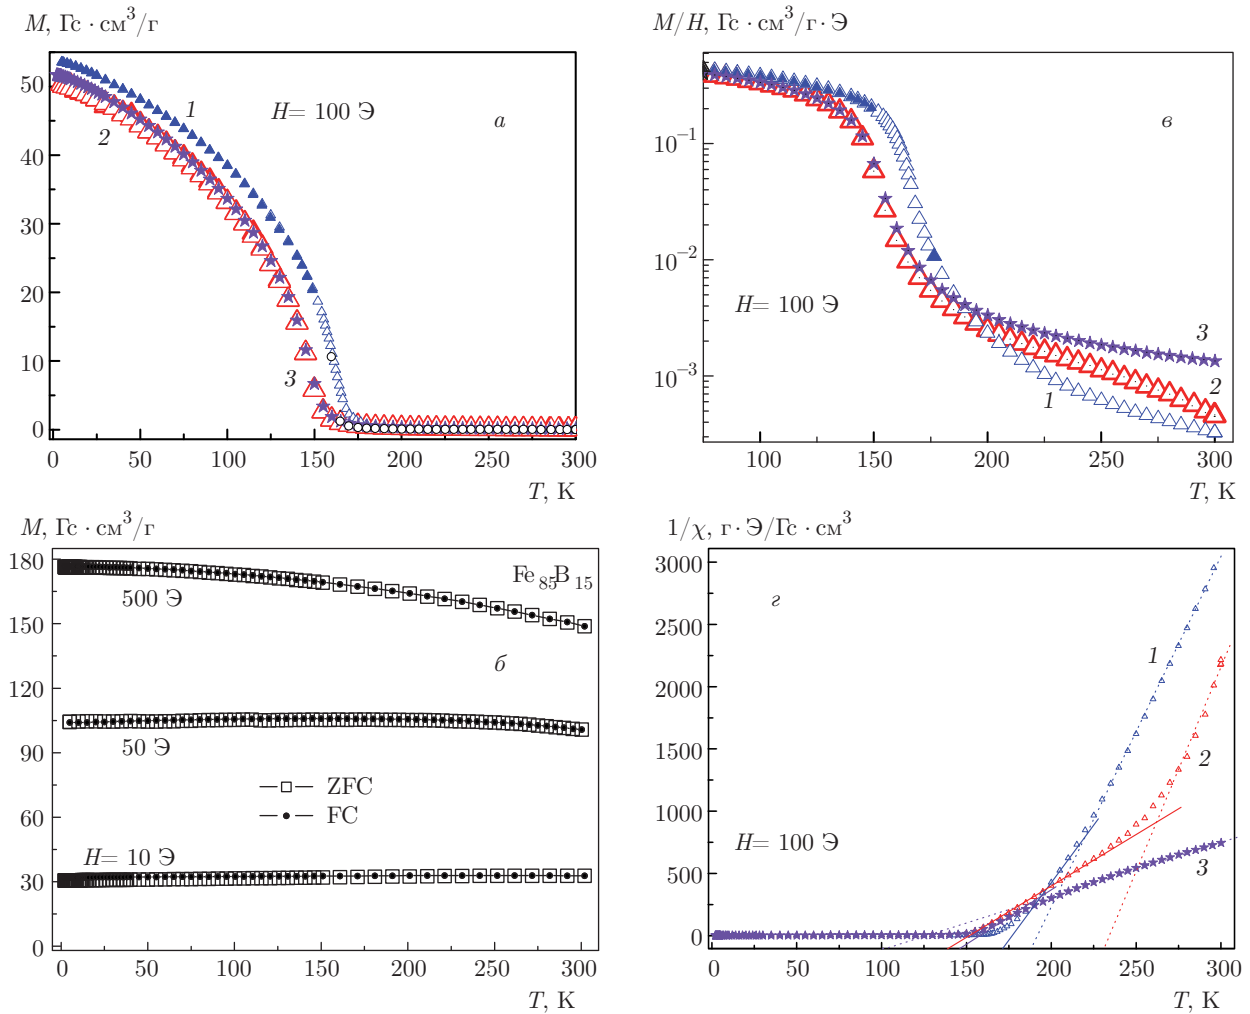 M, Гс · см³/г
50
40
30
20
10
0
0 50 100 150 200 250 300
T, K
H = 100 Э
а
1
2
3
M/H, Гс · см³/г · Э
10⁻¹
10⁻²
10⁻³
100 150 200 250 300
T, K
H = 100 Э
в
3
2
1
M, Гс · см³/г
180
150
120
90
60
30
0
0 50 100 150 200 250 300
T, K
Fe₈₅B₁₅
500 Э
б
50 Э
ZFC
FC
H = 10 Э
1/χ, г · Э/Гс · см³
3000
2500
2000
1500
1000
500
0
0 50 100 150 200 250 300
T, K
г
1
2
H = 100 Э
3